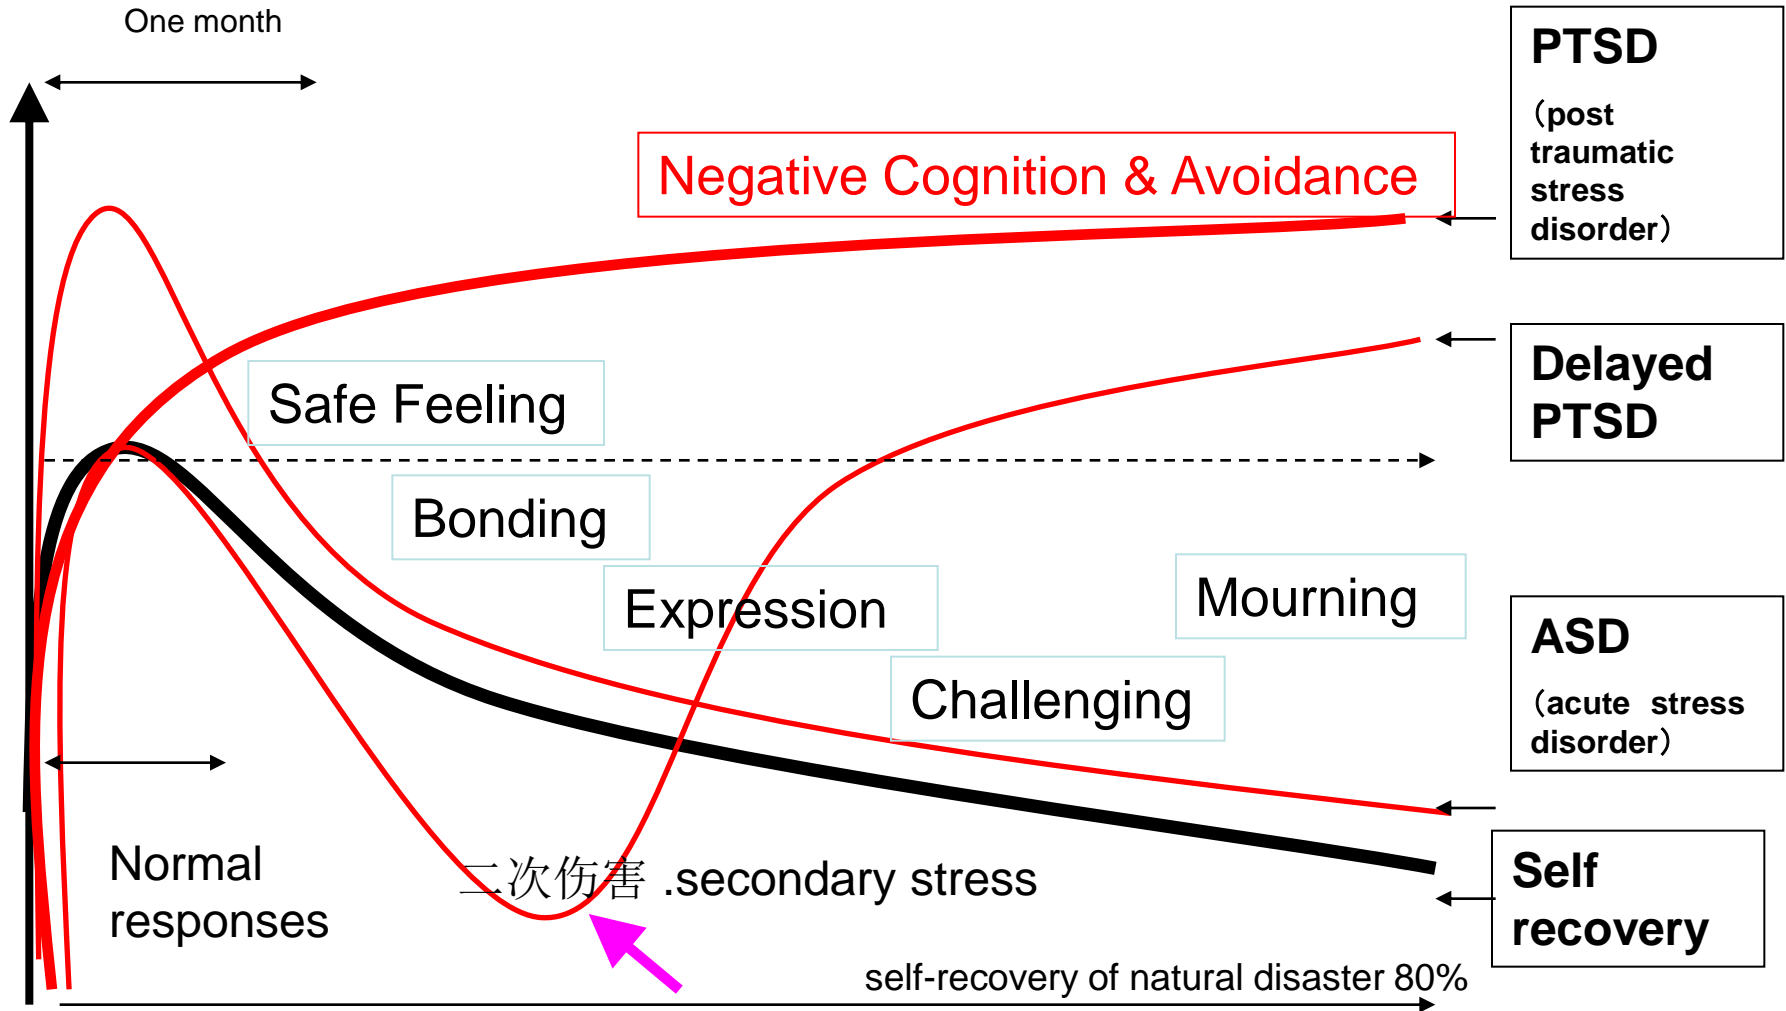 One month
PTSD
（post
traumatic
stress
disorder）
Negative Cognition & Avoidance
Delayed
PTSD
Safe Feeling
Bonding
Expression
Mourning
Challenging
ASD
（acute stress
disorder）
Normal
responses
二次伤害 .secondary stress
Self
recovery
self-recovery of natural disaster 80%